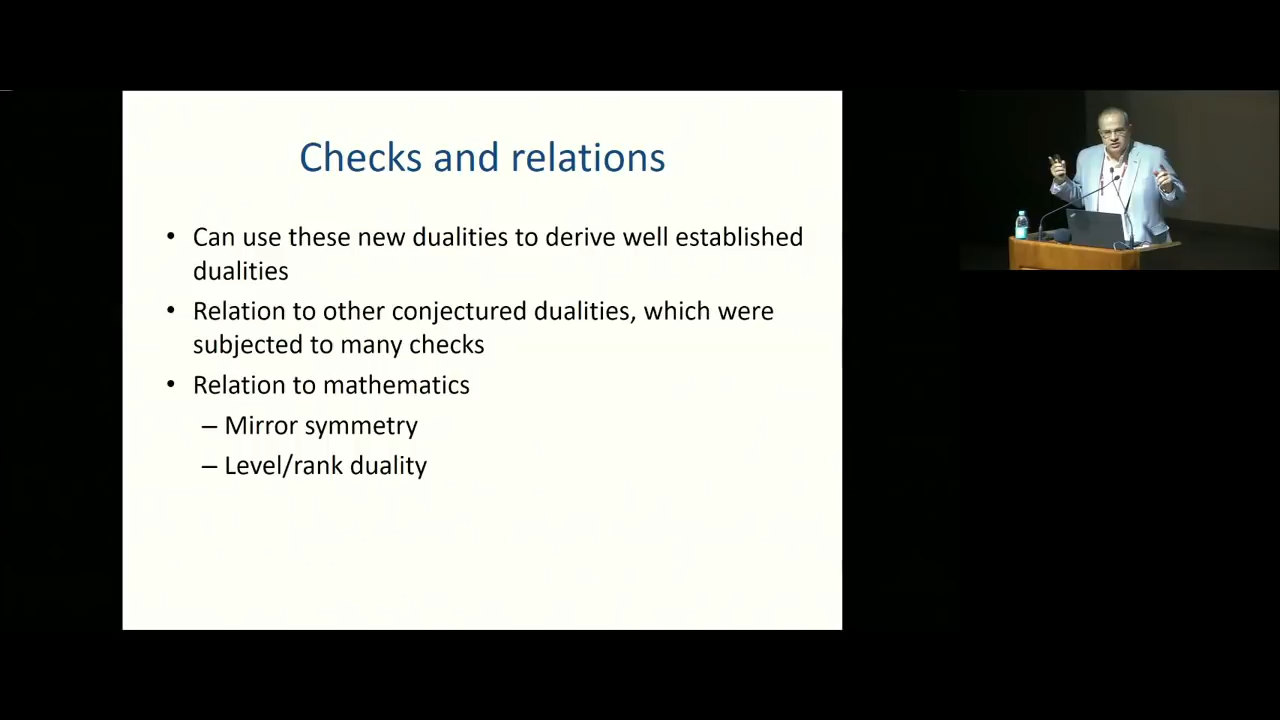 Checks and relations
• Can use these new dualities to derive well established
dualities
• Relation to other conjectured dualities, which were
subjected to many checks
• Relation to mathematics
– Mirror symmetry
– Level/rank duality